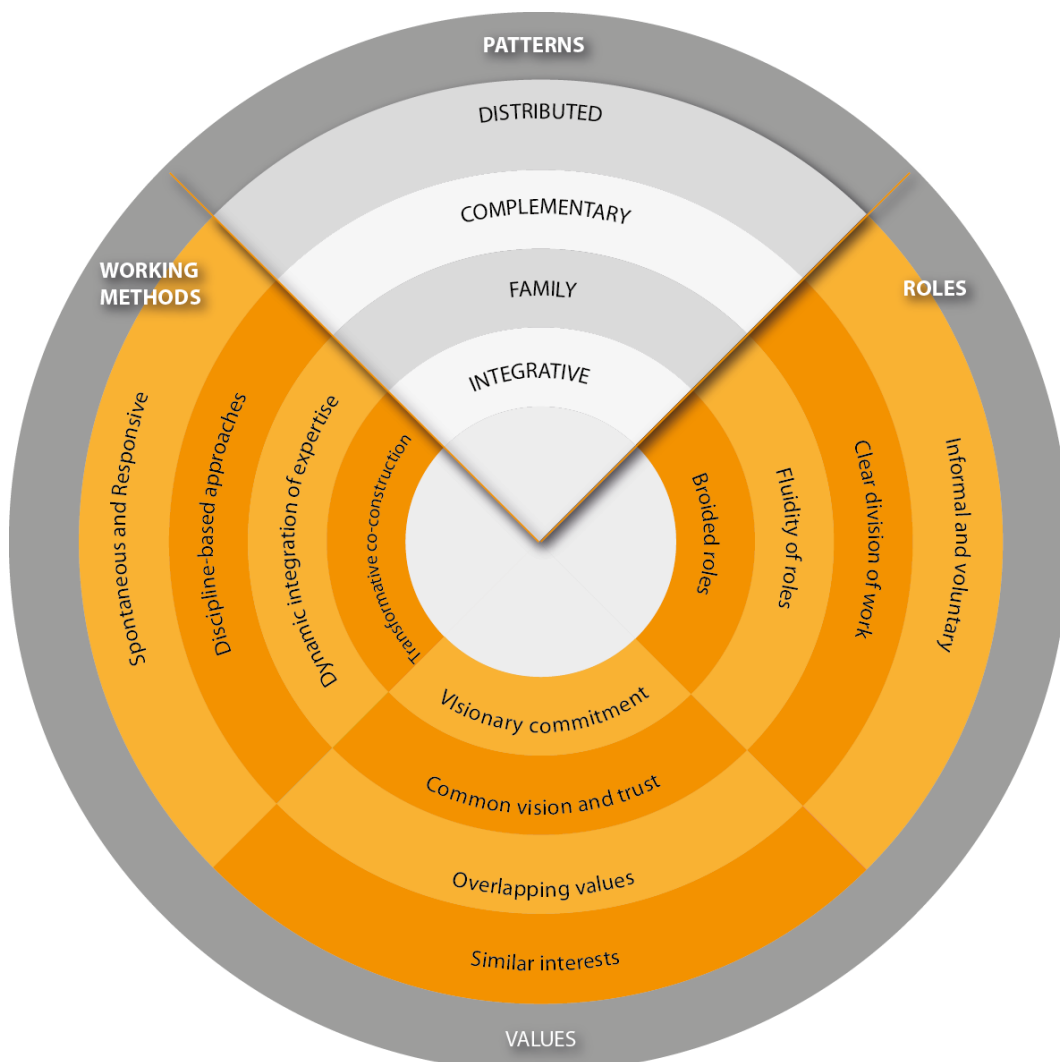 PATTERNS
DISTRIBUTED
COMPLEMENTARY
FAMILY
INTEGRATIVE
WORKING
METHODS
Spontaneous and Responsive
Discipline-based approaches
Dynamic integration of expertise
Transformative co-construction
ROLES
Broided roles
Fluidity of roles
Clear division of work
Informal and voluntary
VIsionary commitment
Common vision and trust
Overlapping values
Similar interests
VALUES